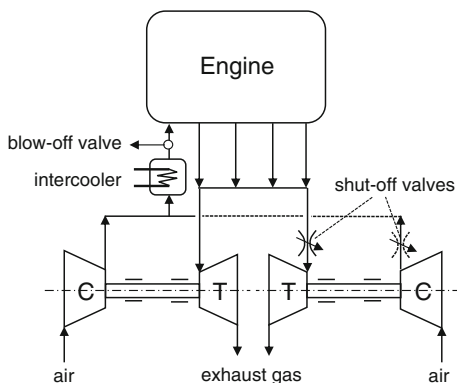 Engine
blow-off valve
intercooler
shut-off valves
C T T C
air exhaust gas air